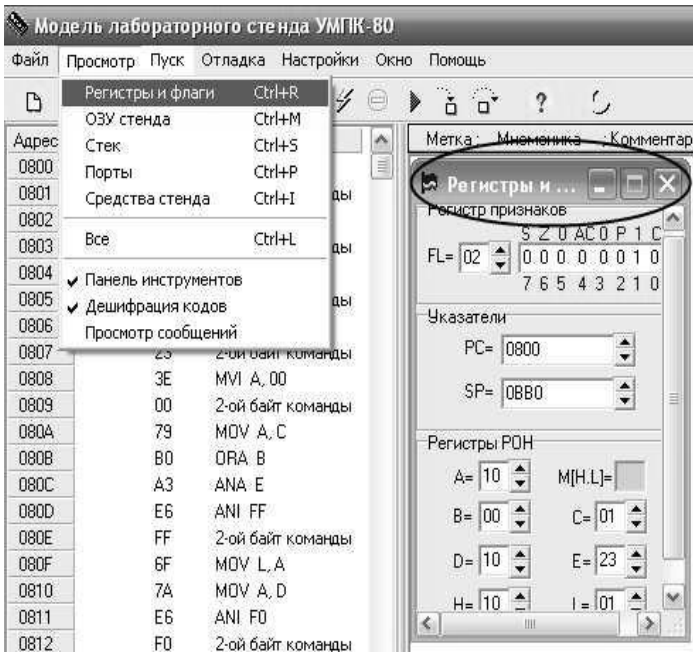 Модель лабораторного стенда УМПК-80
Файл Просмотр Пуск Отладка Настройки Окно Помощь
Регистры и флаги Ctrl+R
ОЗУ стенда Ctrl+M
Стек Ctrl+S
Порты Ctrl+P
Средства стенда Ctrl+I
Все Ctrl+L
Панель инструментов
Дешифрация кодов
Просмотр сообщений
?
Адрес
0800
0801
0802
0803
0804
0805
0806
0807 23 2-ой байт команды
0808 3E MVI A, 00
0809 00 2-ой байт команды
080A 79 MOV A, C
080B B0 ORA B
080C A3 ANA E
080D E6 ANI FF
080E FF 2-ой байт команды
080F 6F MOV L, A
0810 7A MOV A, D
0811 E6 ANI F0
0812 F0 2-ой байт команды
Метка: Мнемоника ;Комментар
Регистры и ...
Регистр признаков
S Z 0 AC 0 P 1 C
FL= 02 0 0 0 0 0 0 1 0
7 6 5 4 3 2 1 0
Указатели
PC= 0800
SP= 0BB0
Регистры РОН
A= 10 M[H.L]=
B= 00 C= 01
D= 10 E= 23
H= 10 L= 01